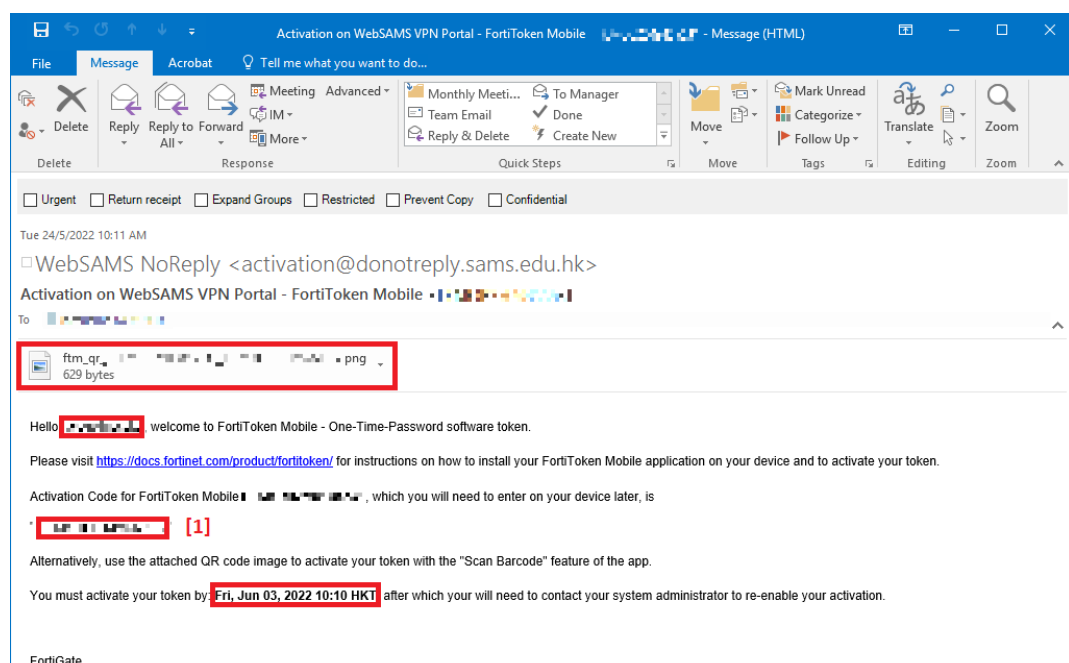 Activation on WebSAMS VPN Portal - FortiToken Mobile - Message (HTML)
File Message Acrobat Tell me what you want to do...
Delete Reply Reply to All Forward Meeting Advanced
IM
More
Monthly Meeti... To Manager
Team Email Done
Reply & Delete Create New
Move
Mark Unread
Categorize
Follow Up
Translate
Zoom
Delete Response Quick Steps Move Tags Editing Zoom
Urgent Return receipt Expand Groups Restricted Prevent Copy Confidential
Tue 24/5/2022 10:11 AM
WebSAMS NoReply <activation@donotreply.sams.edu.hk>
Activation on WebSAMS VPN Portal - FortiToken Mobile
To
ftm_qr_ .png
629 bytes
Hello , welcome to FortiToken Mobile - One-Time-Password software token.
Please visit https://docs.fortinet.com/product/fortitoken/ for instructions on how to install your FortiToken Mobile application on your device and to activate your token.
Activation Code for FortiToken Mobile , which you will need to enter on your device later, is
[1]
Alternatively, use the attached QR code image to activate your token with the "Scan Barcode" feature of the app.
You must activate your token by: Fri, Jun 03, 2022 10:10 HKT, after which your will need to contact your system administrator to re-enable your activation.
FortiGate